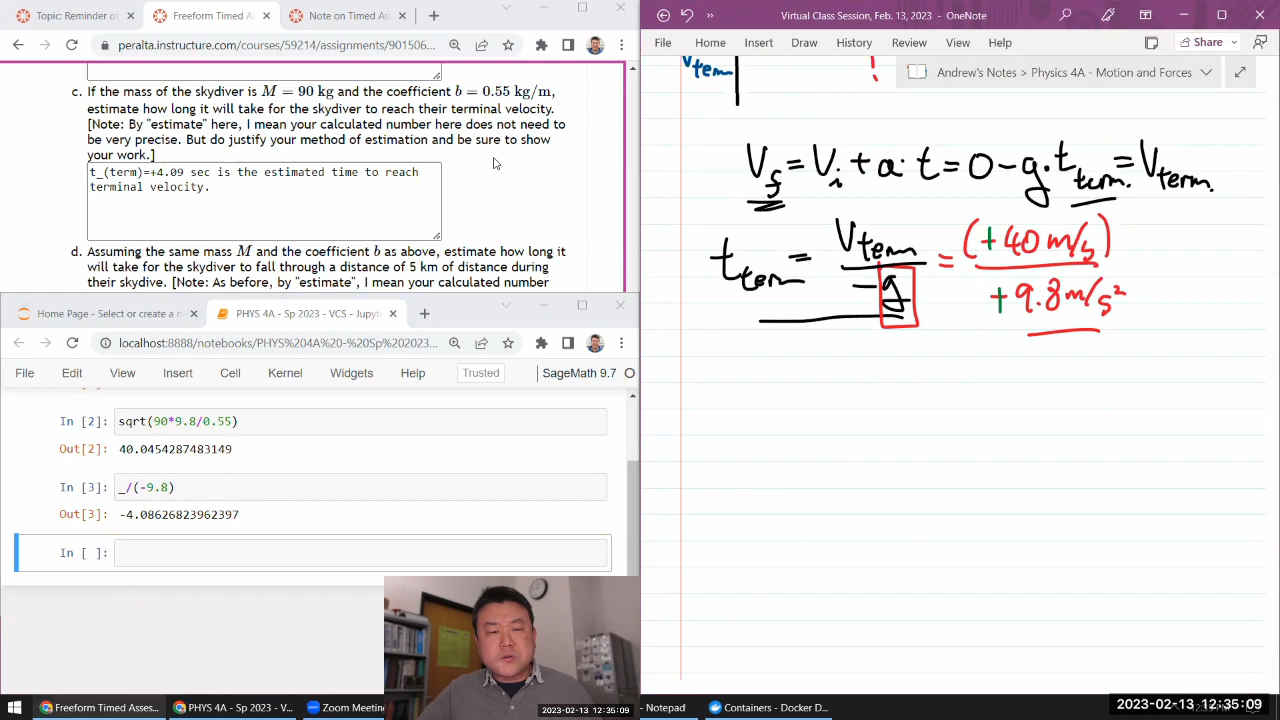 Topic: Reminder of
Freeform Timed A
Note on Timed Ass
peralta.instructure.com/courses/59214/assignments/901506...
c. If the mass of the skydiver is M = 90 kg and the coefficient b = 0.55 kg/m,
estimate how long it will take for the skydiver to reach their terminal velocity.
[Note: By "estimate" here, I mean your calculated number here does not need to
be very precise. But do justify your method of estimation and be sure to show
your work.]
t_(term)=+4.09 sec is the estimated time to reach
terminal velocity.
d. Assuming the same mass M and the coefficient b as above, estimate how long it
will take for the skydiver to fall through a distance of 5 km of distance during
their skydive. [Note: As before, by "estimate", I mean your calculated number
Home Page - Select or create a n
PHYS 4A - Sp 2023 - VCS - Jupyt
localhost:8888/notebooks/PHYS%204A%20-%20Sp%202023...
File Edit View Insert Cell Kernel Widgets Help Trusted SageMath 9.7
In [2]: sqrt(90*9.8/0.55)
Out[2]: 40.0454287483149
In [3]: _/(-9.8)
Out[3]: -4.08626823962397
In [ ]:
2023-02-13 12:35:09
Virtual Class Session, Feb. 13, 2023 - OneNote
File Home Insert Draw History Review View Help Share
Andrew's Notes > Physics 4A - Motion and Forces
Vterm
!
Vf = Vi + a·t = 0 - g·tterm. = Vterm.
tterm = Vterm / -g = (+40 m/s) / +9.8 m/s²
Freeform Timed Asses...
PHYS 4A - Sp 2023 - V...
Zoom Meeting
- Notepad
Containers - Docker D...
2023-02-13 12:35:09